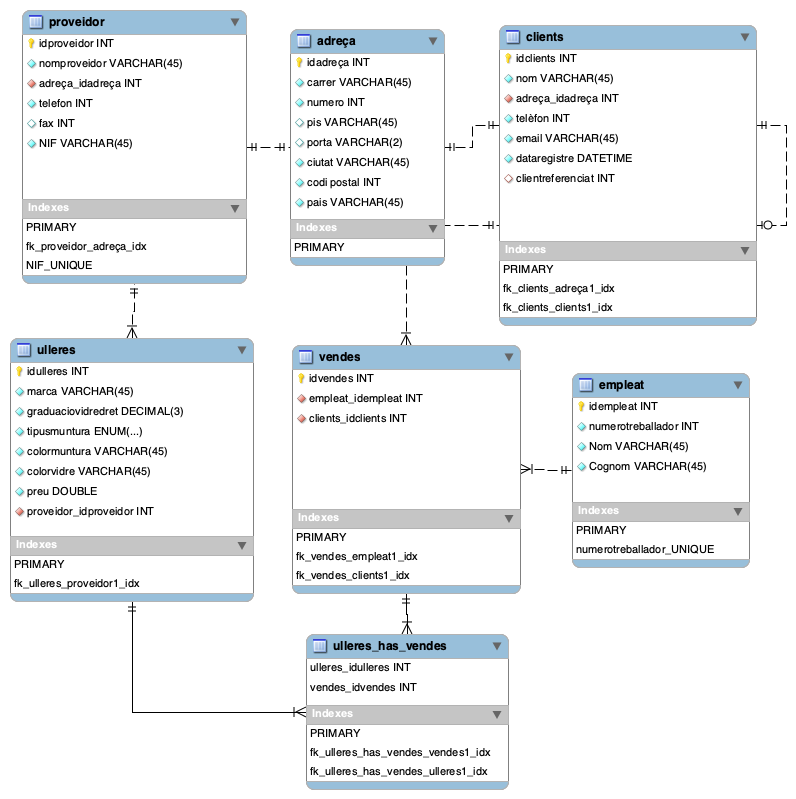 proveidor
idproveidor INT
nomproveidor VARCHAR(45)
adreça_idadreça INT
telefon INT
fax INT
NIF VARCHAR(45)
Indexes
PRIMARY
fk_proveidor_adreça_idx
NIF_UNIQUE
adreça
idadreça INT
carrer VARCHAR(45)
numero INT
pis VARCHAR(45)
porta VARCHAR(2)
ciutat VARCHAR(45)
codi postal INT
pais VARCHAR(45)
Indexes
PRIMARY
clients
idclients INT
nom VARCHAR(45)
adreça_idadreça INT
telèfon INT
email VARCHAR(45)
dataregistre DATETIME
clientreferenciat INT
Indexes
PRIMARY
fk_clients_adreça1_idx
fk_clients_clients1_idx
ulleres
idulleres INT
marca VARCHAR(45)
graduaciovidredret DECIMAL(3)
tipusmuntura ENUM(...)
colormuntura VARCHAR(45)
colorvidre VARCHAR(45)
preu DOUBLE
proveidor_idproveidor INT
Indexes
PRIMARY
fk_ulleres_proveidor1_idx
vendes
idvendes INT
empleat_idempleat INT
clients_idclients INT
Indexes
PRIMARY
fk_vendes_empleat1_idx
fk_vendes_clients1_idx
empleat
idempleat INT
numerotreballador INT
Nom VARCHAR(45)
Cognom VARCHAR(45)
Indexes
PRIMARY
numerotreballador_UNIQUE
ulleres_has_vendes
ulleres_idulleres INT
vendes_idvendes INT
Indexes
PRIMARY
fk_ulleres_has_vendes_vendes1_idx
fk_ulleres_has_vendes_ulleres1_idx